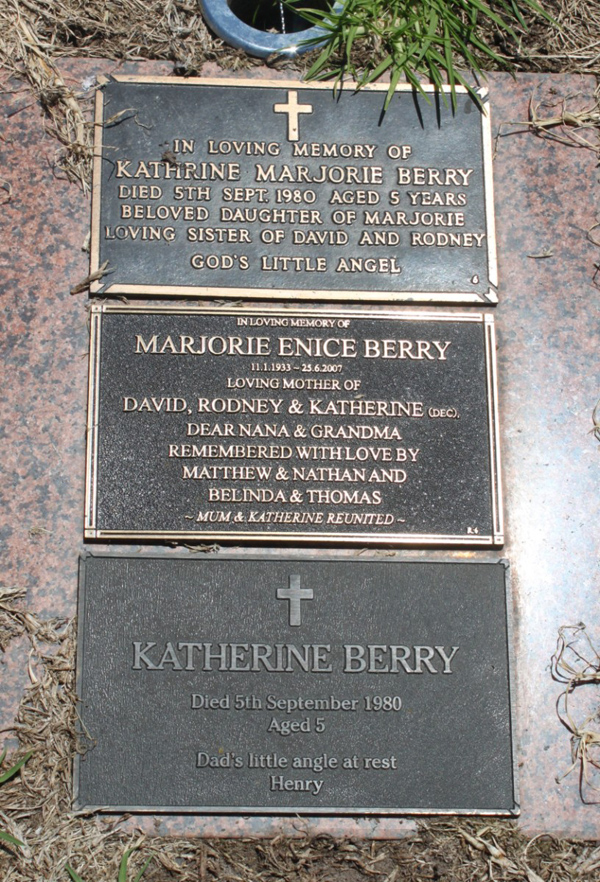 IN LOVING MEMORY OF
KATHRINE MARJORIE BERRY
DIED 5TH SEPT. 1980 AGED 5 YEARS
BELOVED DAUGHTER OF MARJORIE
LOVING SISTER OF DAVID AND RODNEY
GOD'S LITTLE ANGEL
6
IN LOVING MEMORY OF
MARJORIE ENICE BERRY
11.1.1933 ~ 25.6.2007
LOVING MOTHER OF
DAVID, RODNEY & KATHERINE (DEC),
DEAR NANA & GRANDMA
REMEMBERED WITH LOVE BY
MATTHEW & NATHAN AND
BELINDA & THOMAS
~ MUM & KATHERINE REUNITED ~
R.6
KATHERINE BERRY
Died 5th September 1980
Aged 5
Dad's little angle at rest
Henry